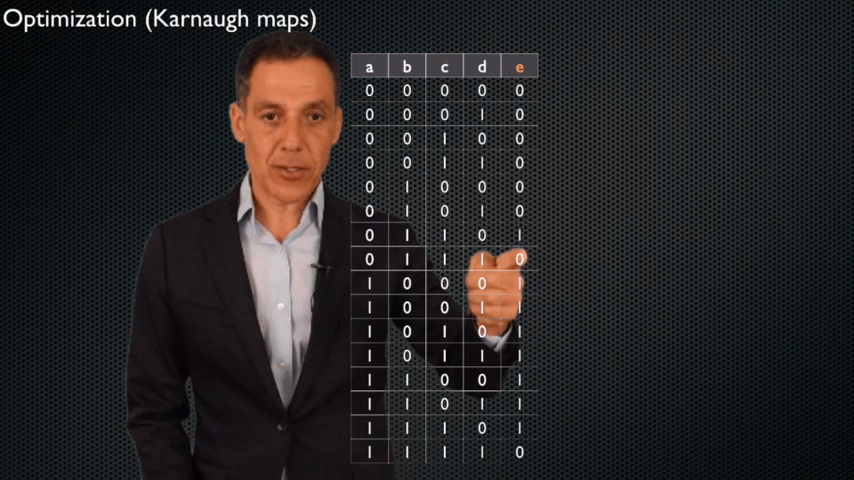 Optimization (Karnaugh maps)
a b c d e
0 0 0 0 0
0 0 0 1 0
0 0 1 0 0
0 0 1 1 0
0 1 0 0 0
0 1 0 1 0
0 1 1 0 1
0 1 1 1 0
1 0 0 0 1
1 0 0 1 1
1 0 1 0 1
1 0 1 1 1
1 1 0 0 1
1 1 0 1 1
1 1 1 0 1
1 1 1 1 0